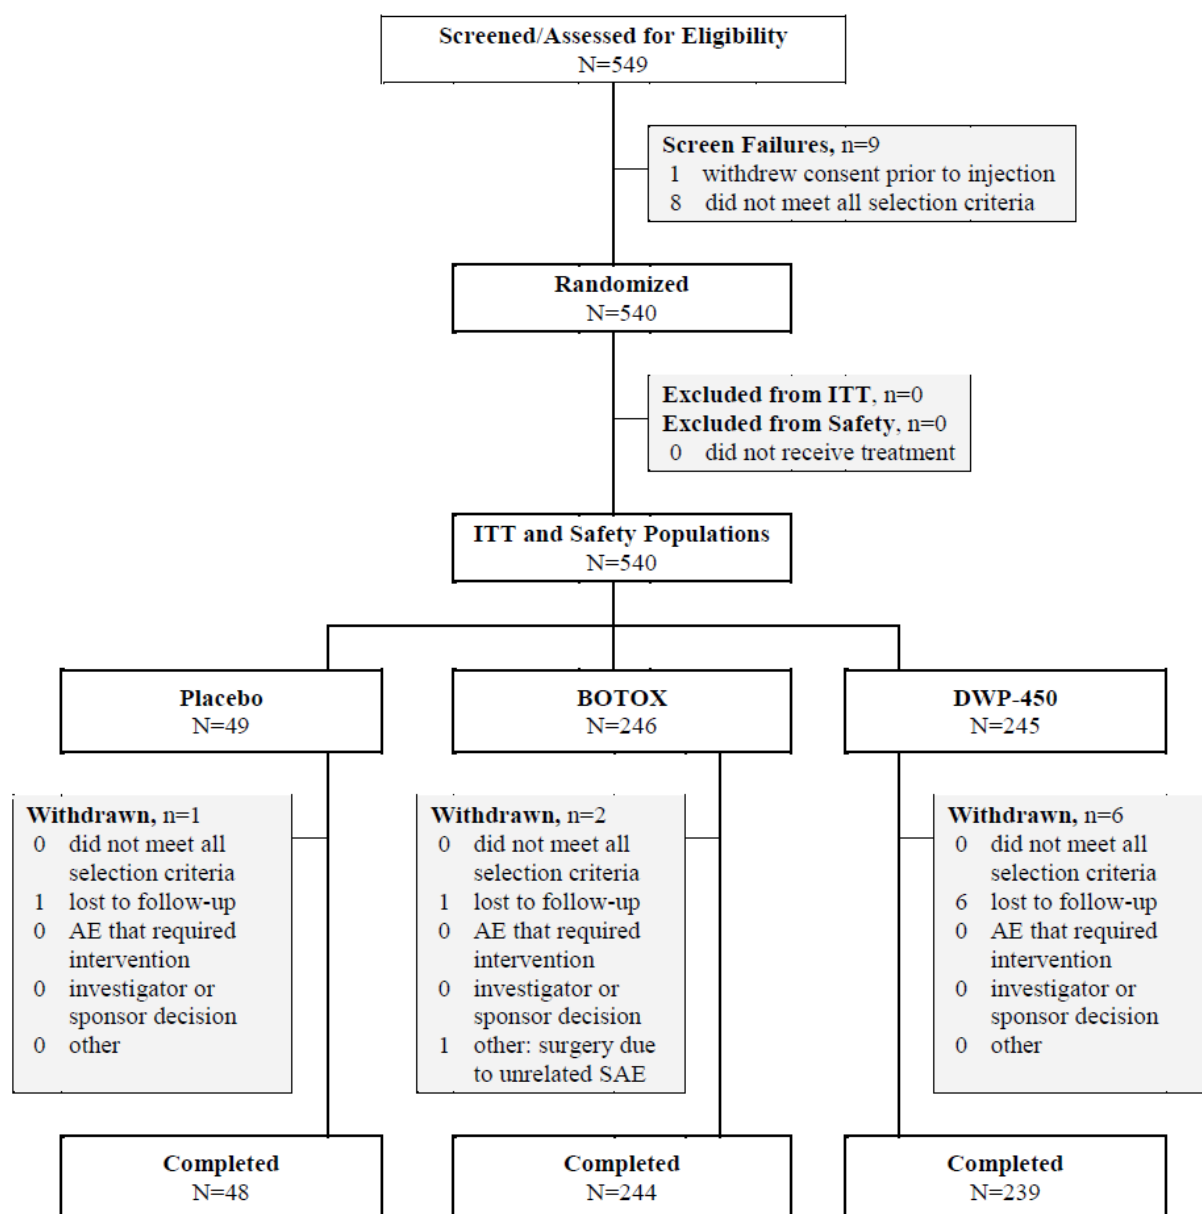 Screened/Assessed for Eligibility
N=549
Screen Failures, n=9
1 withdrew consent prior to injection
8 did not meet all selection criteria
Randomized
N=540
Excluded from ITT, n=0
Excluded from Safety, n=0
0 did not receive treatment
ITT and Safety Populations
N=540
Placebo
N=49
BOTOX
N=246
DWP-450
N=245
Withdrawn, n=1
0 did not meet all
selection criteria
1 lost to follow-up
0 AE that required
intervention
0 investigator or
sponsor decision
0 other
Withdrawn, n=2
0 did not meet all
selection criteria
1 lost to follow-up
0 AE that required
intervention
0 investigator or
sponsor decision
1 other: surgery due
to unrelated SAE
Withdrawn, n=6
0 did not meet all
selection criteria
6 lost to follow-up
0 AE that required
intervention
0 investigator or
sponsor decision
0 other
Completed
N=48
Completed
N=244
Completed
N=239